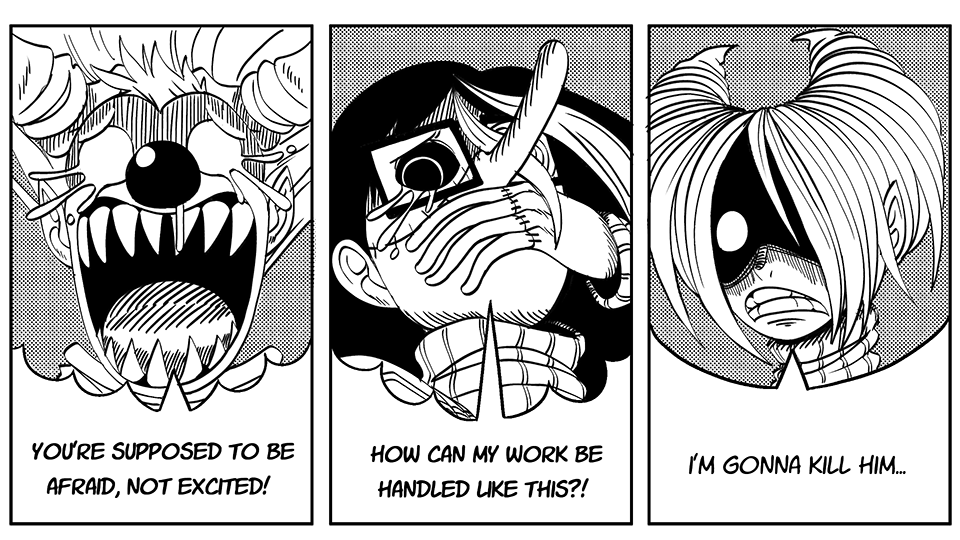 YOU'RE SUPPOSED TO BE
AFRAID, NOT EXCITED!
HOW CAN MY WORK BE
HANDLED LIKE THIS?!
I'M GONNA KILL HIM...